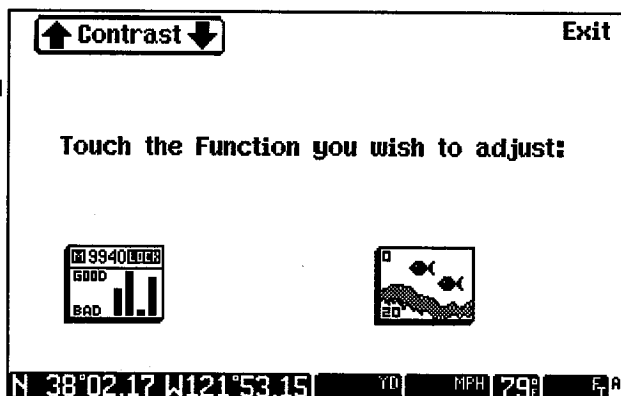 Contrast
Exit
Touch the Function you wish to adjust:
M 9940 LOCK
GOOD
BAD
0
20
N 38°02.17 W121°53.15 YD MPH 79°F FT A